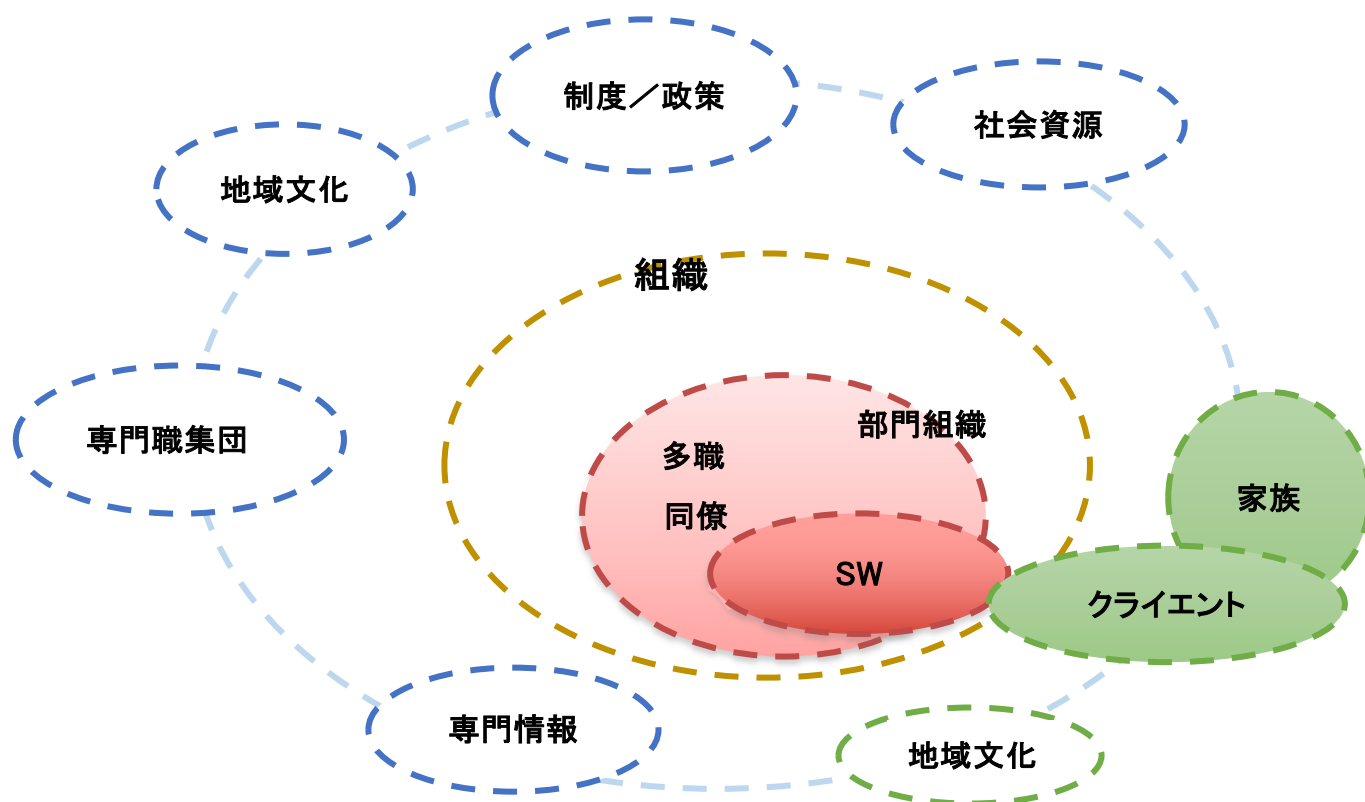 制度／政策
社会資源
地域文化
組織
部門組織
専門職集団
多職
家族
同僚
SW
クライエント
専門情報
地域文化